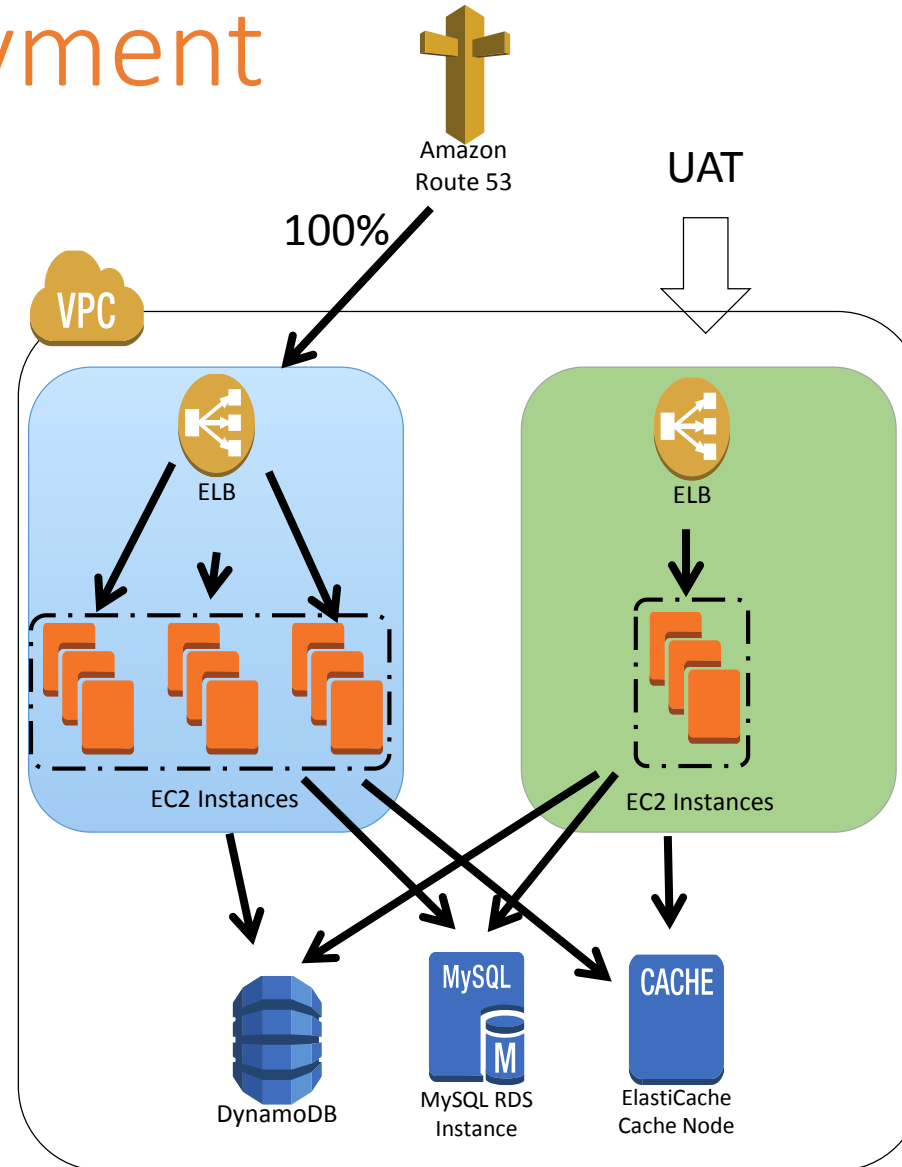 yment
Amazon
Route 53
UAT
100%
VPC
ELB
ELB
EC2 Instances
EC2 Instances
MySQL
M
CACHE
DynamoDB
MySQL RDS
Instance
ElastiCache
Cache Node